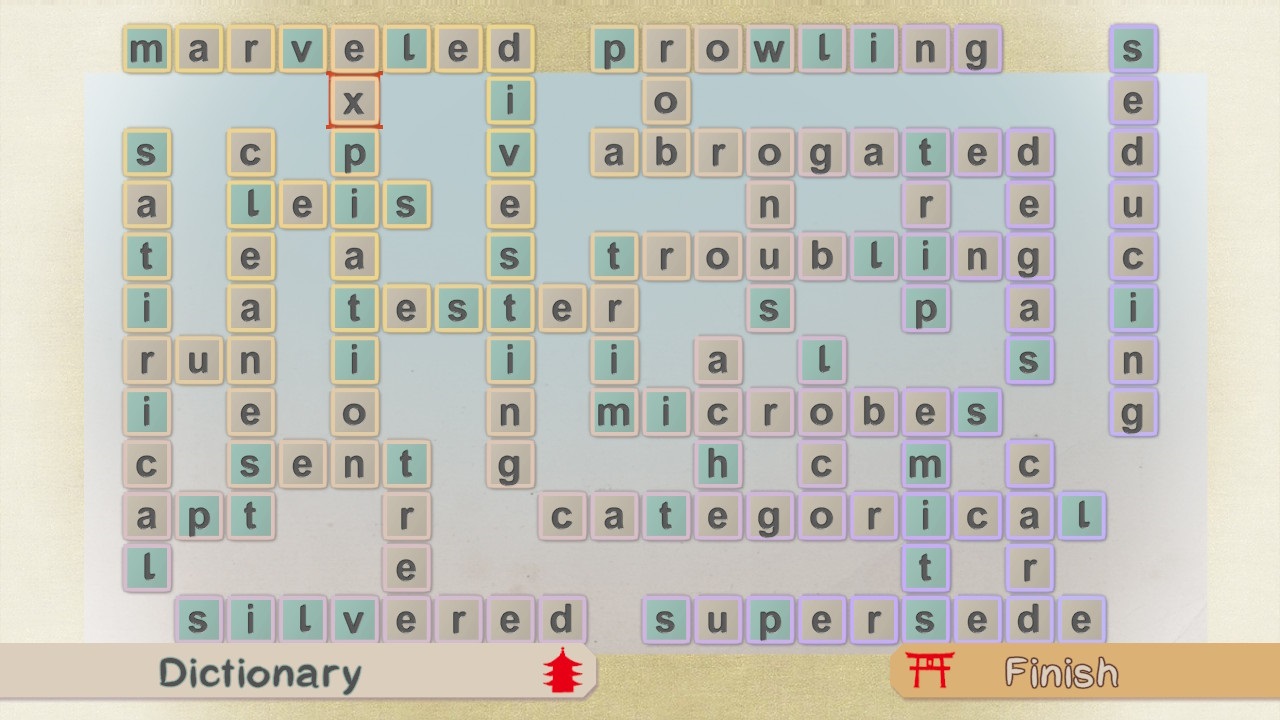 marveled prowling s
x i o e
s c p v abrogated d
a leis e n r e u
t e a s troubling c
i a tester s p a i
run i i i a l s n
i e o n microbes g
c sent g h c m c
apt r categorical
l e t r
silvered supersede
Dictionary Finish